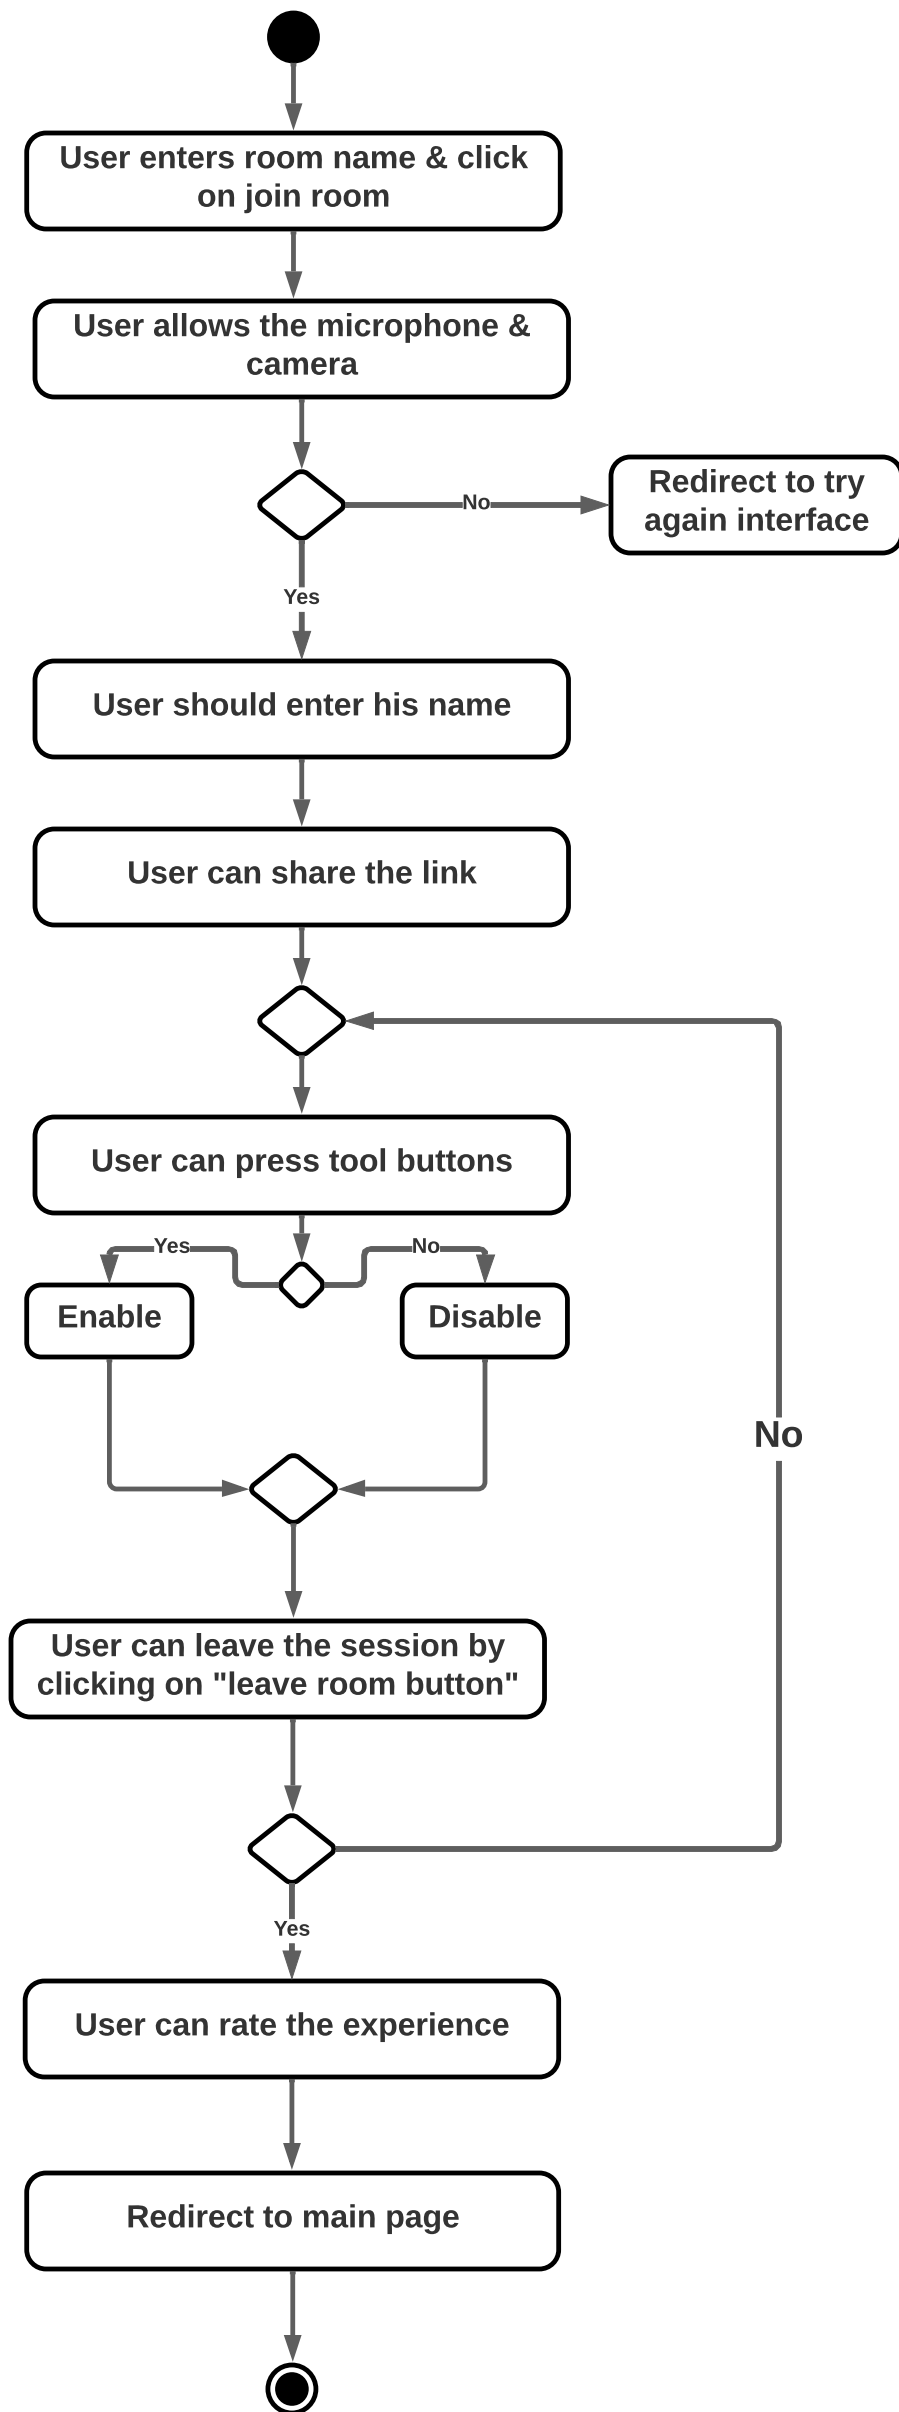 User enters room name & click
on join room
User allows the microphone &
camera
No
Redirect to try
again interface
Yes
User should enter his name
User can share the link
User can press tool buttons
Yes
No
Enable
Disable
No
User can leave the session by
clicking on "leave room button"
Yes
User can rate the experience
Redirect to main page